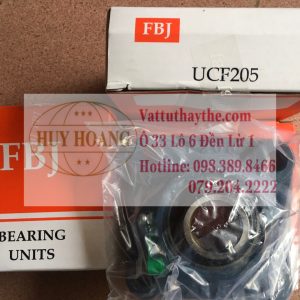 FBJ
UCF205
Vattuthaythe.com
HUY HOANG
Ô 33 Lô 6 Đền Lừ 1
Hotline: 098.389.8466
079.204.2222
FBJ
BEARING
UNITS